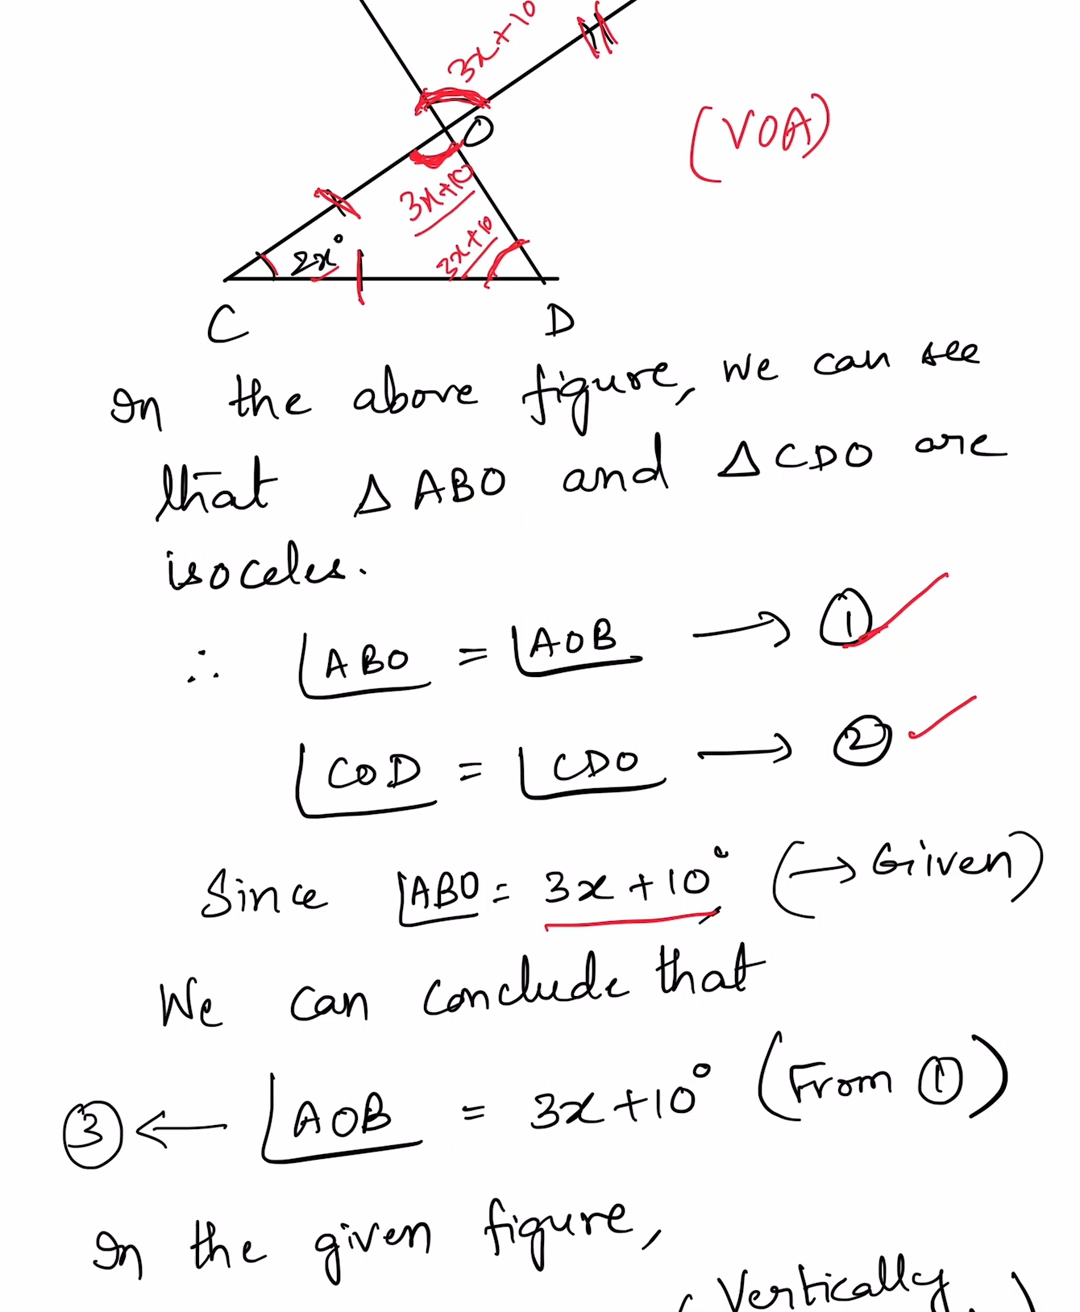 3x+10
O
(VOA)
3x+10
2x°
3x+10
C
D
In the above figure, we can see
that △ ABO and △ CDO are
isoceles.
∴ ∠ABO = ∠AOB → ①
∠COD = ∠CDO → ②
Since ∠ABO = 3x+10° (→ Given)
We can conclude that
③ ← ∠AOB = 3x+10° (From ①)
In the given figure,
(Vertically